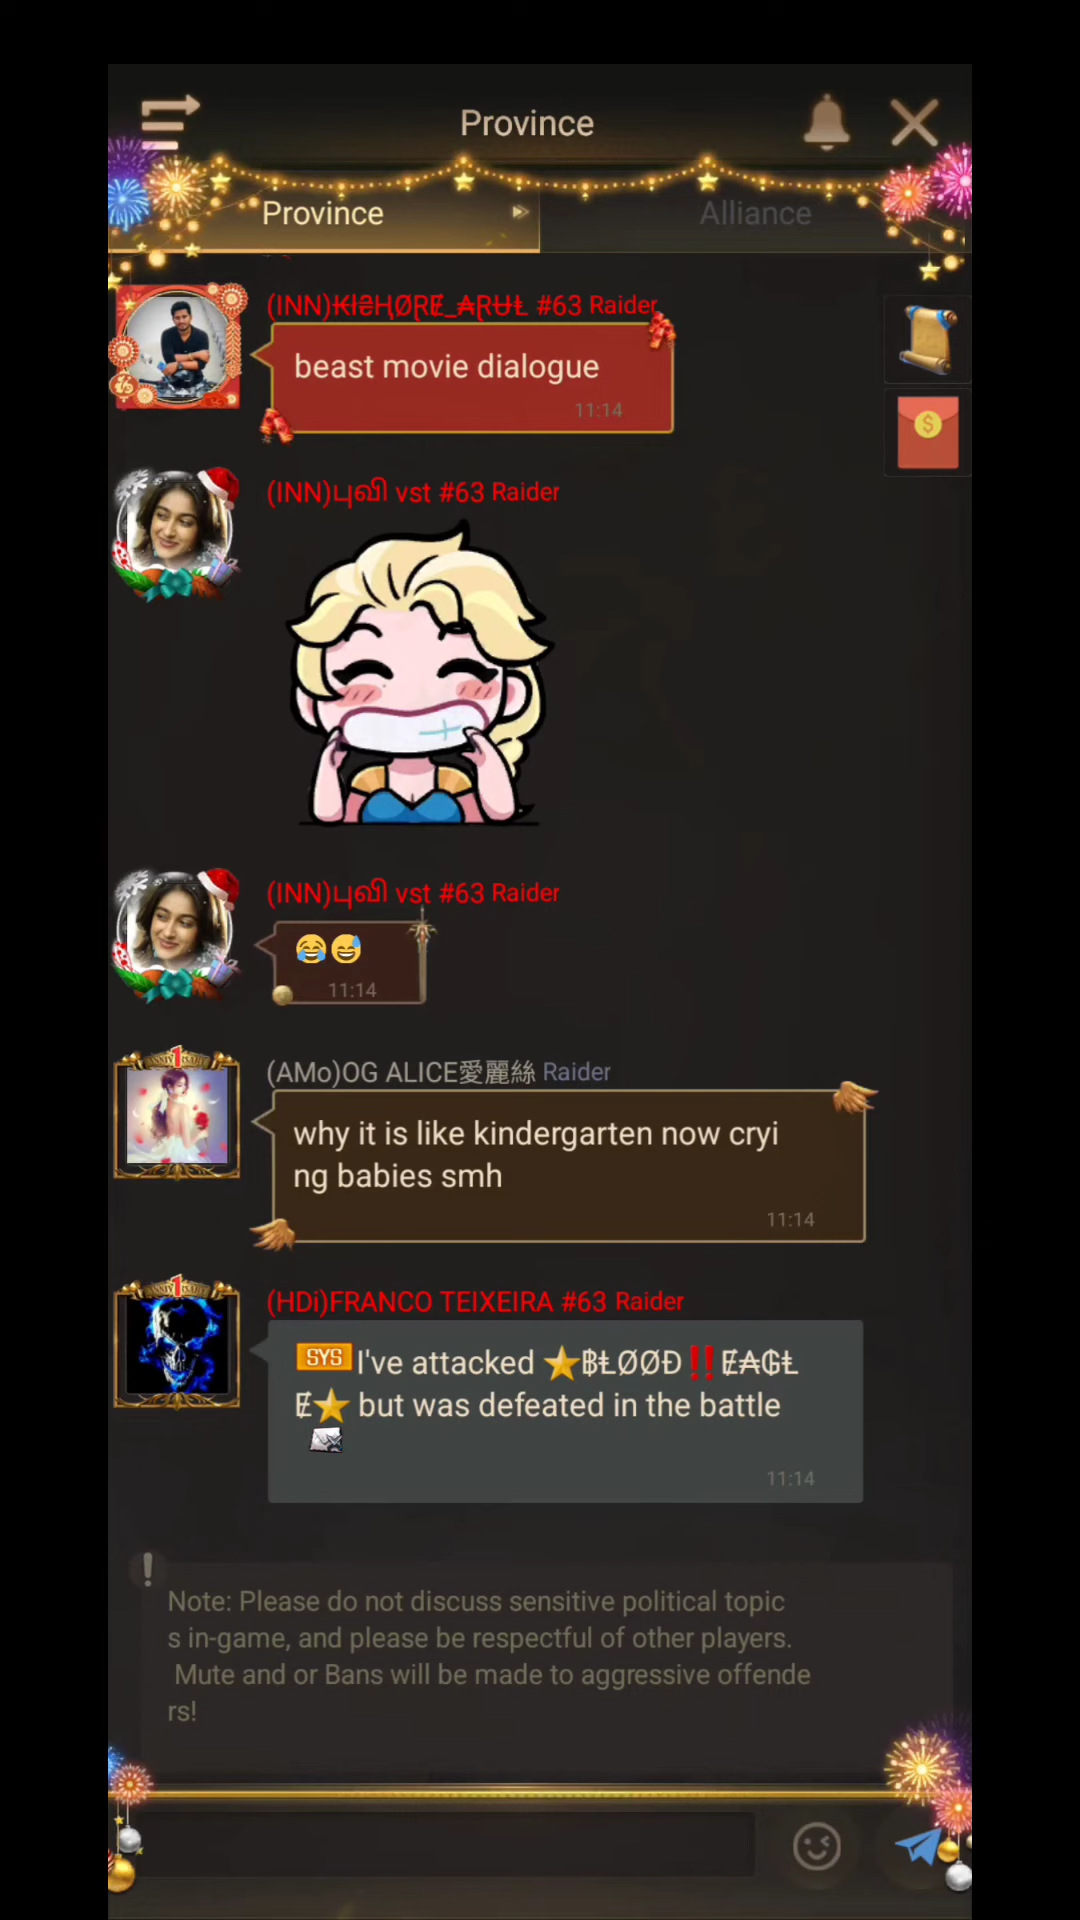 Province
Province
Alliance
(INN)₭ł₴ⱧØⱤɆ_₳ⱤɄⱠ #63 Raider
beast movie dialogue
11:14
(INN)புவி vst #63 Raider
(INN)புவி vst #63 Raider
😂😅
11:14
(AMo)OG ALICE愛麗絲 Raider
why it is like kindergarten now cryi
ng babies smh
11:14
(HDi)FRANCO TEIXEIRA #63 Raider
SYS I've attacked ⭐฿ⱠØØĐ‼️Ɇ₳₲Ⱡ
Ɇ⭐ but was defeated in the battle
11:14
Note: Please do not discuss sensitive political topic
s in-game, and please be respectful of other players.
Mute and or Bans will be made to aggressive offende
rs!